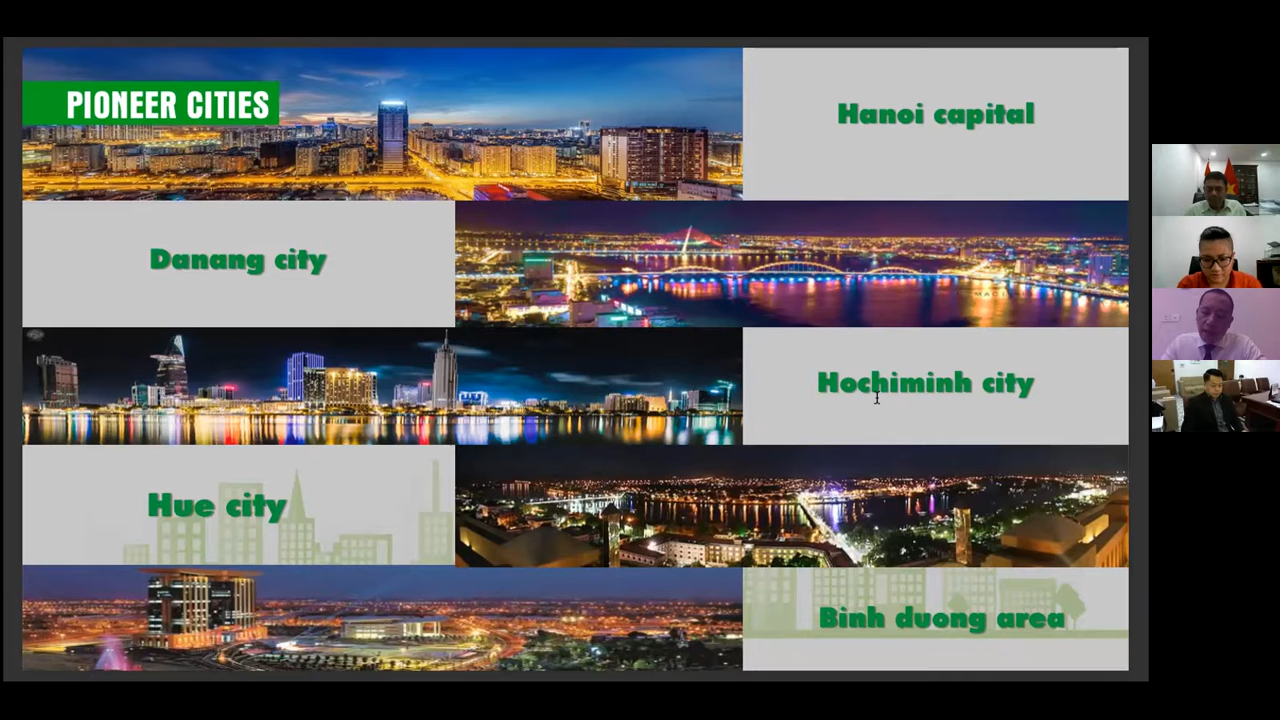 PIONEER CITIES
Hanoi capital
Danang city
Hochiminh city
Hue city
Binh duong area